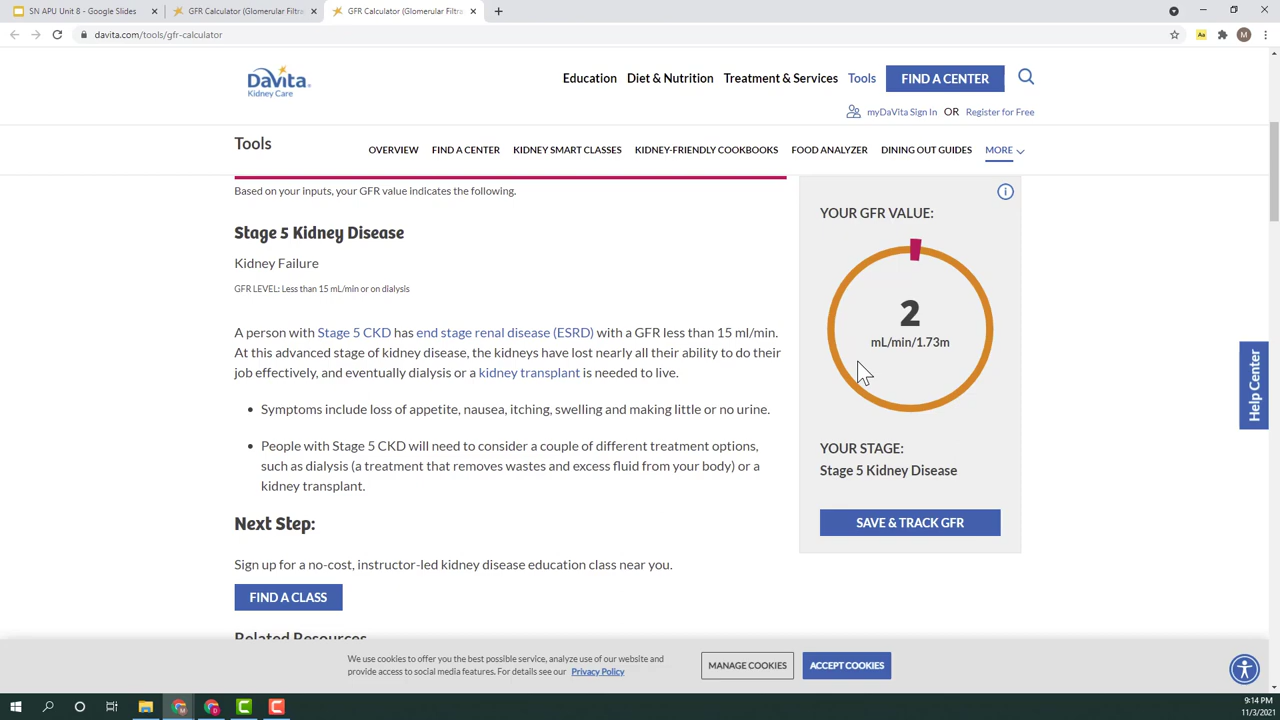 SN APU Unit 8 - Google Slides
GFR Calculator (Glomerular Filtra
GFR Calculator (Glomerular Filtra
davita.com/tools/gfr-calculator
Aa
M
DaVita
Kidney Care
Education
Diet & Nutrition
Treatment & Services
Tools
FIND A CENTER
myDaVita Sign In OR Register for Free
Tools
OVERVIEW
FIND A CENTER
KIDNEY SMART CLASSES
KIDNEY-FRIENDLY COOKBOOKS
FOOD ANALYZER
DINING OUT GUIDES
MORE
Based on your inputs, your GFR value indicates the following.
Stage 5 Kidney Disease
Kidney Failure
GFR LEVEL: Less than 15 mL/min or on dialysis
A person with Stage 5 CKD has end stage renal disease (ESRD) with a GFR less than 15 ml/min.
At this advanced stage of kidney disease, the kidneys have lost nearly all their ability to do their
job effectively, and eventually dialysis or a kidney transplant is needed to live.
• Symptoms include loss of appetite, nausea, itching, swelling and making little or no urine.
• People with Stage 5 CKD will need to consider a couple of different treatment options,
such as dialysis (a treatment that removes wastes and excess fluid from your body) or a
kidney transplant.
Next Step:
Sign up for a no-cost, instructor-led kidney disease education class near you.
FIND A CLASS
Related Resources
YOUR GFR VALUE:
2
mL/min/1.73m
YOUR STAGE:
Stage 5 Kidney Disease
SAVE & TRACK GFR
Help Center
We use cookies to offer you the best possible service, analyze use of our website and
provide access to social media features. For details see our Privacy Policy
MANAGE COOKIES
ACCEPT COOKIES
9:14 PM
11/3/2021